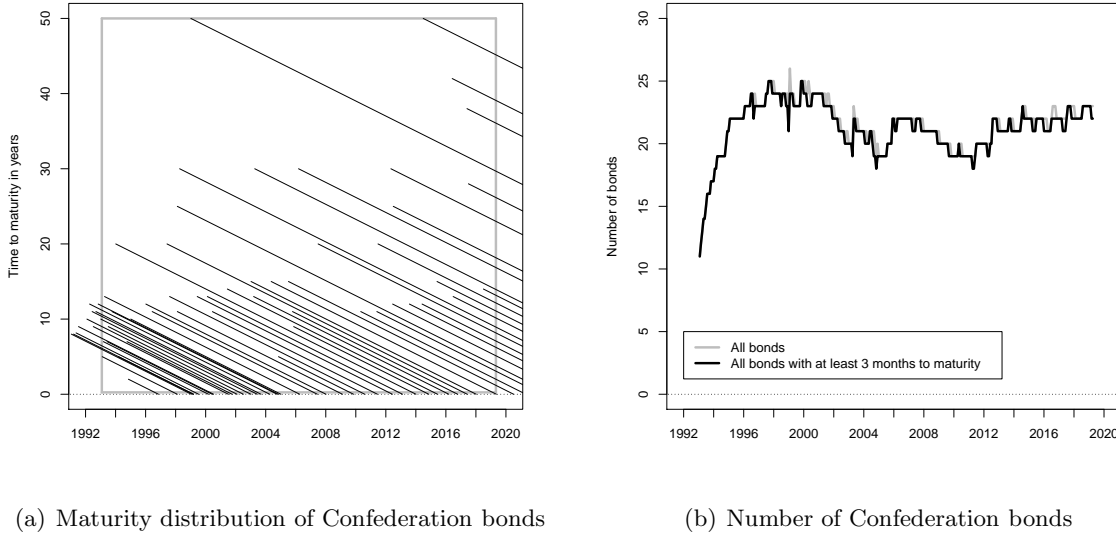 50
40
30
20
10
0
Time to maturity in years
1992 1996 2000 2004 2008 2012 2016 2020
(a) Maturity distribution of Confederation bonds
30
25
20
15
10
5
0
Number of bonds
All bonds
All bonds with at least 3 months to maturity
1992 1996 2000 2004 2008 2012 2016 2020
(b) Number of Confederation bonds